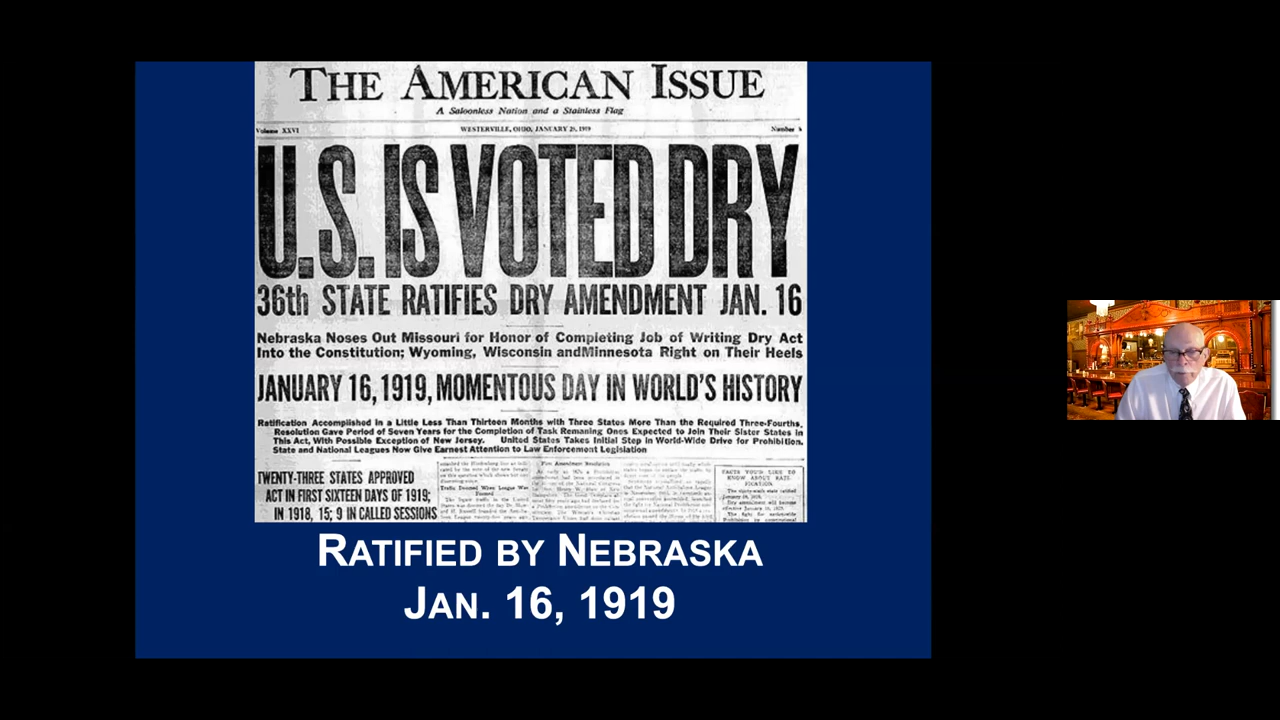 THE AMERICAN ISSUE
A Saloonless Nation and a Stainless Flag
Volume XXVI WESTERVILLE, OHIO, JANUARY 25, 1919 Number
U.S. IS VOTED DRY
36th STATE RATIFIES DRY AMENDMENT JAN. 16
Nebraska Noses Out Missouri for Honor of Completing Job of Writing Dry Act
Into the Constitution; Wyoming, Wisconsin andMinnesota Right on Their Heels
JANUARY 16, 1919, MOMENTOUS DAY IN WORLD'S HISTORY
Ratification Accomplished in a Little Less Than Thirteen Months with Three States More Than the Required Three-Fourths.
Resolution Gave Period of Seven Years for the Completion of Task Remaning Ones Expected to Join Their Sister States in
This Act, With Possible Exception of New Jersey. United States Takes Initial Step in World-Wide Drive for Prohibition.
State and National Leagues Now Give Earnest Attention to Law Enforcement Legislation
TWENTY-THREE STATES APPROVED
ACT IN FIRST SIXTEEN DAYS OF 1919;
IN 1918, 15; 9 IN CALLED SESSIONS
FACTS YOU'D LIKE TO
KNOW ABOUT RATI-
FICATION
RATIFIED BY NEBRASKA
JAN. 16, 1919